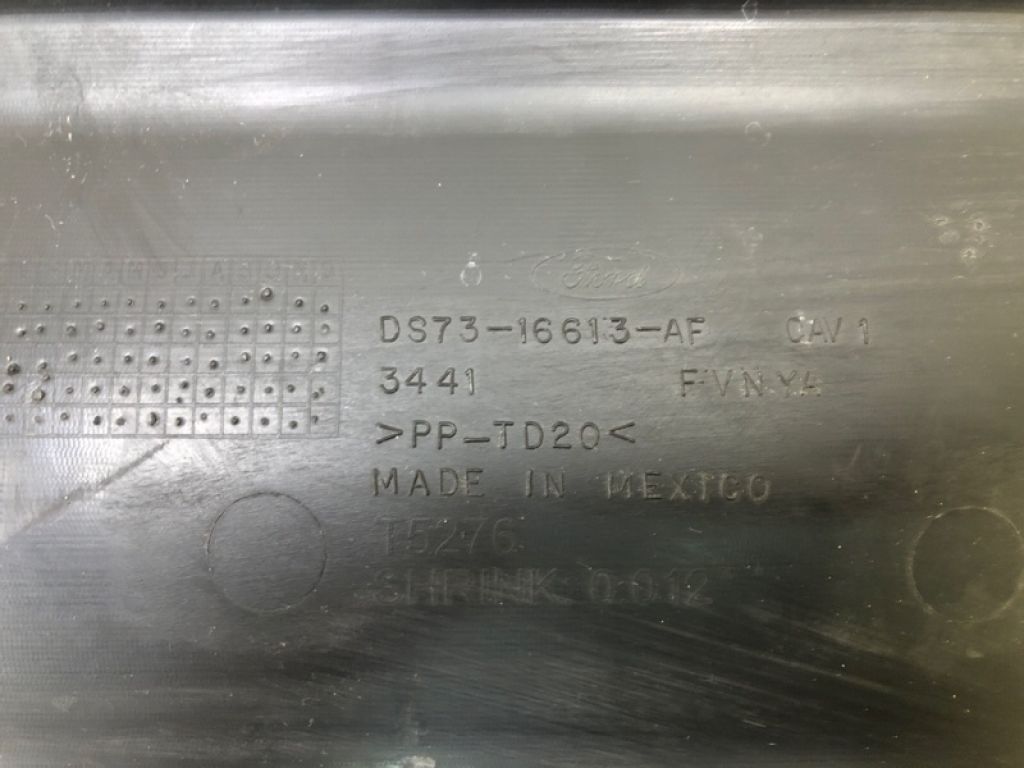 Ford
DS73-16613-AF CAV 1
3441 FVNYA
>PP-TD20<
MADE IN MEXICO
T5276
SHRINK 0.012